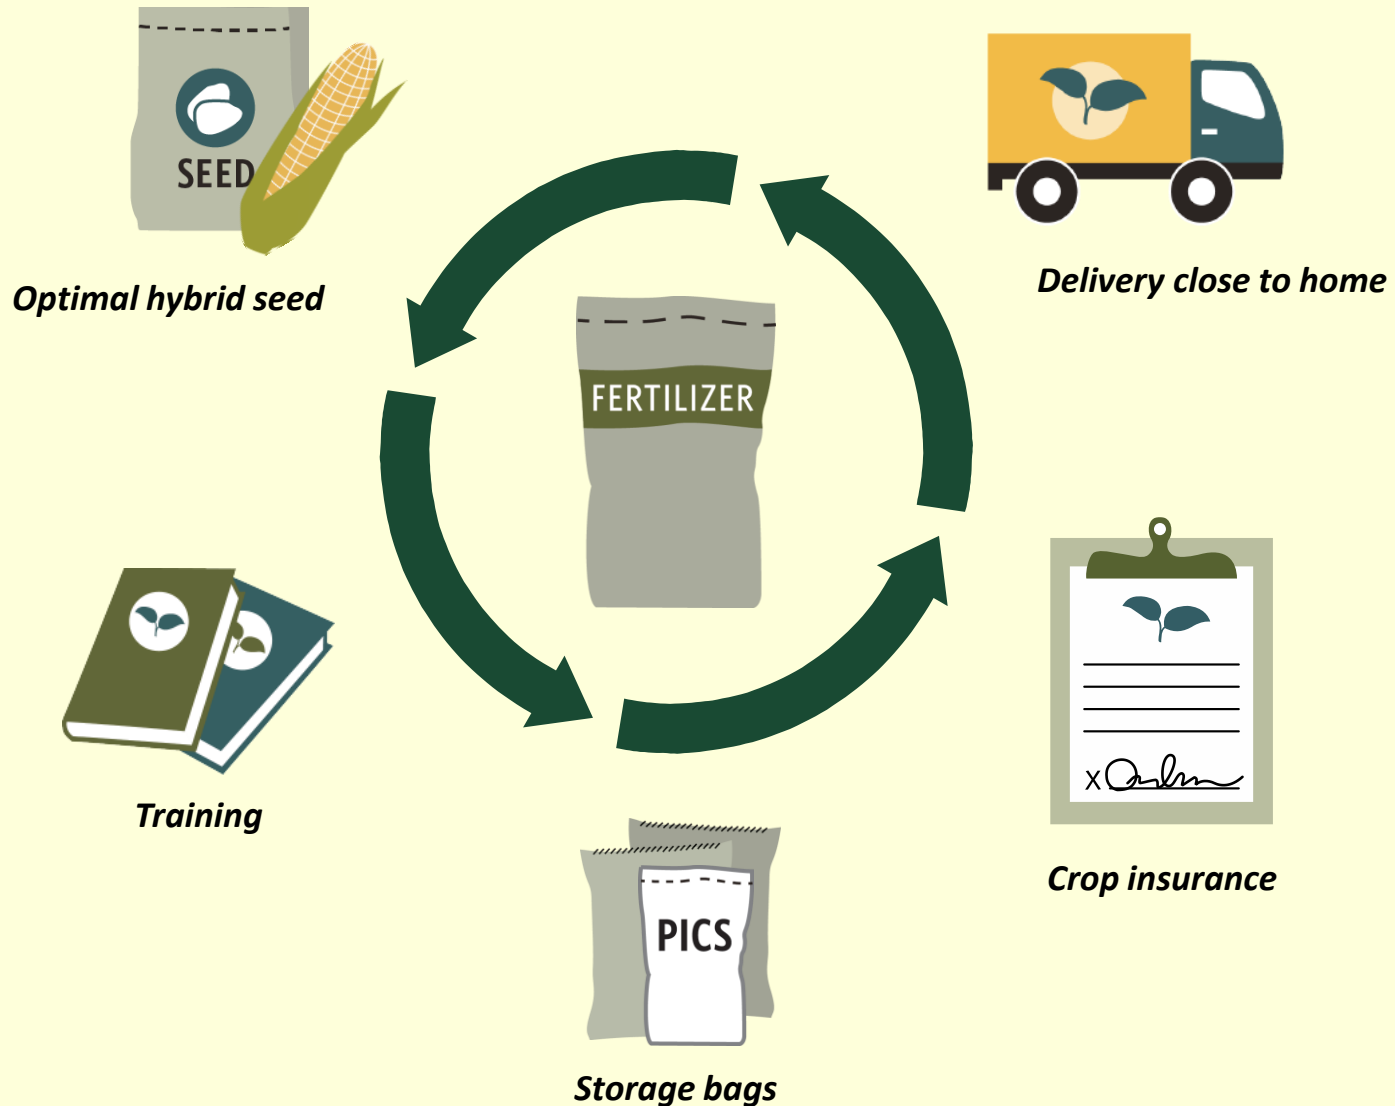 SEED
Optimal hybrid seed
Delivery close to home
FERTILIZER
Training
X
Crop insurance
PICS
Storage bags